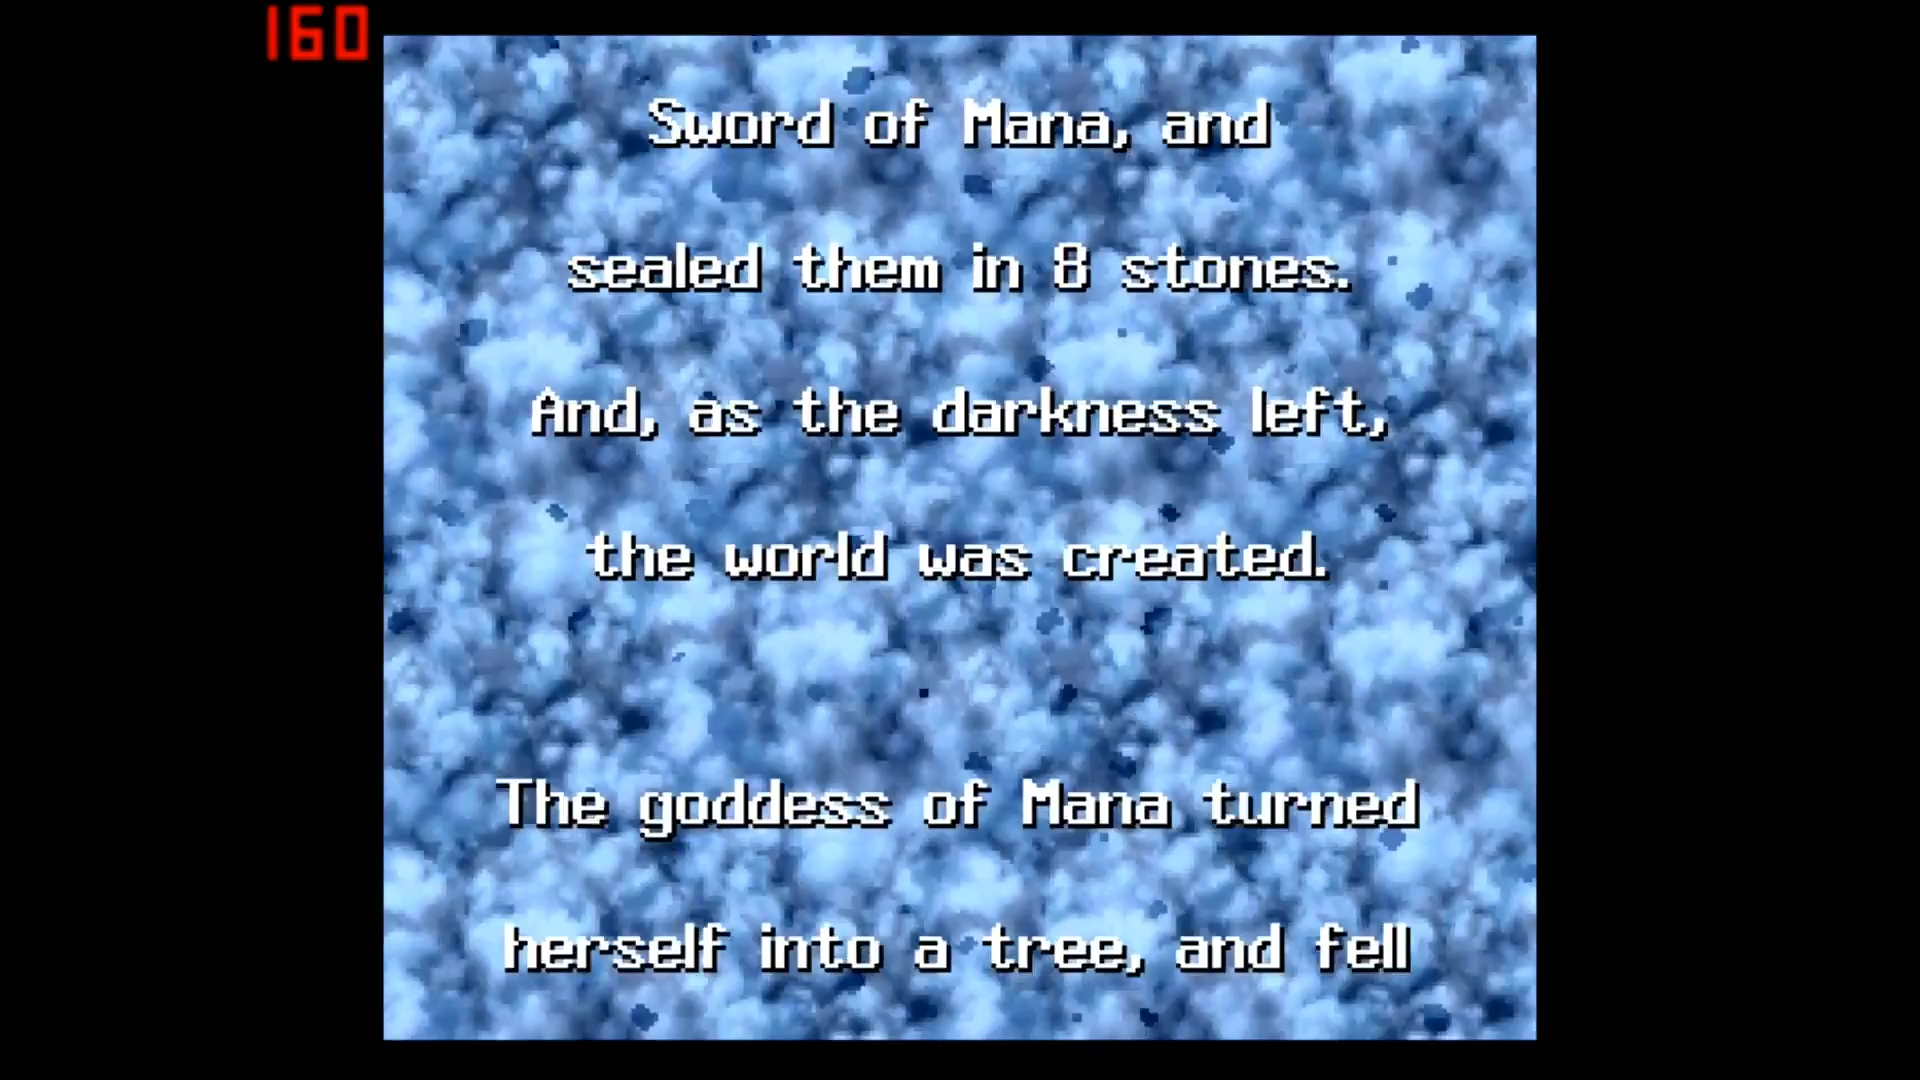 160
Sword of Mana, and
sealed them in 8 stones.
And, as the darkness left,
the world was created.
The goddess of Mana turned
herself into a tree, and fell